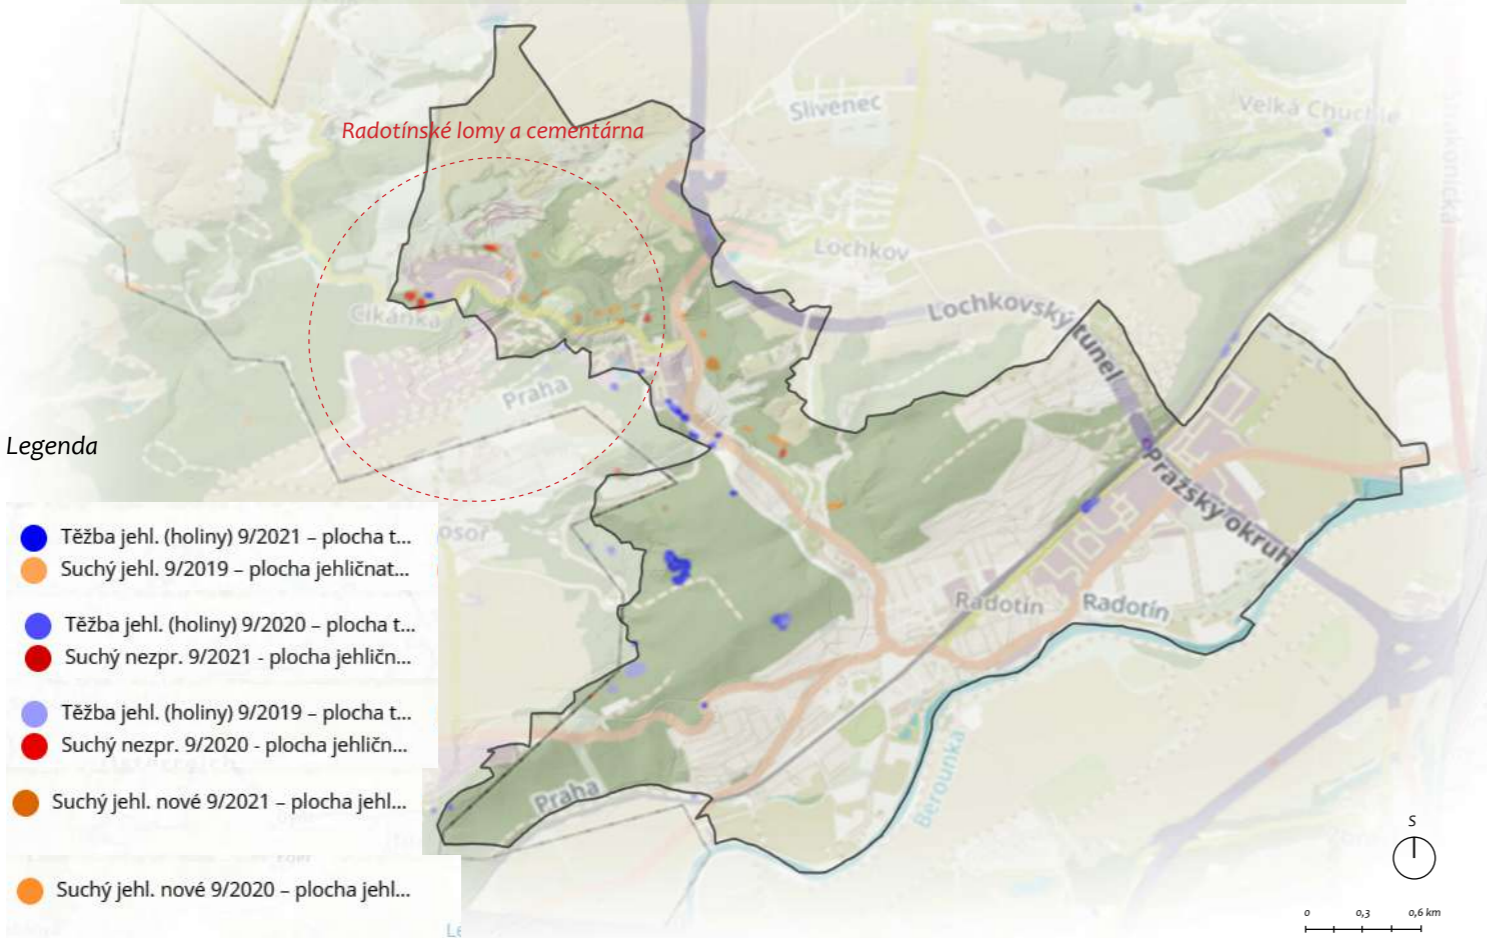 Slivenec
Velká Chuchle
Radotínské lomy a cementárna
Lochkov
Cikánka
Lochkovský tunel
Praha
Legenda
Pražský okruh
Těžba jehl. (holiny) 9/2021 – plocha t...
Suchý jehl. 9/2019 – plocha jehličnat...
Těžba jehl. (holiny) 9/2020 – plocha t...
Suchý nezpr. 9/2021 - plocha jehličn...
Těžba jehl. (holiny) 9/2019 – plocha t...
Suchý nezpr. 9/2020 - plocha jehličn...
Suchý jehl. nové 9/2021 – plocha jehl...
Suchý jehl. nové 9/2020 – plocha jehl...
Radotín
Radotín
Berounka
Praha
S
0
0,3
0,6 km